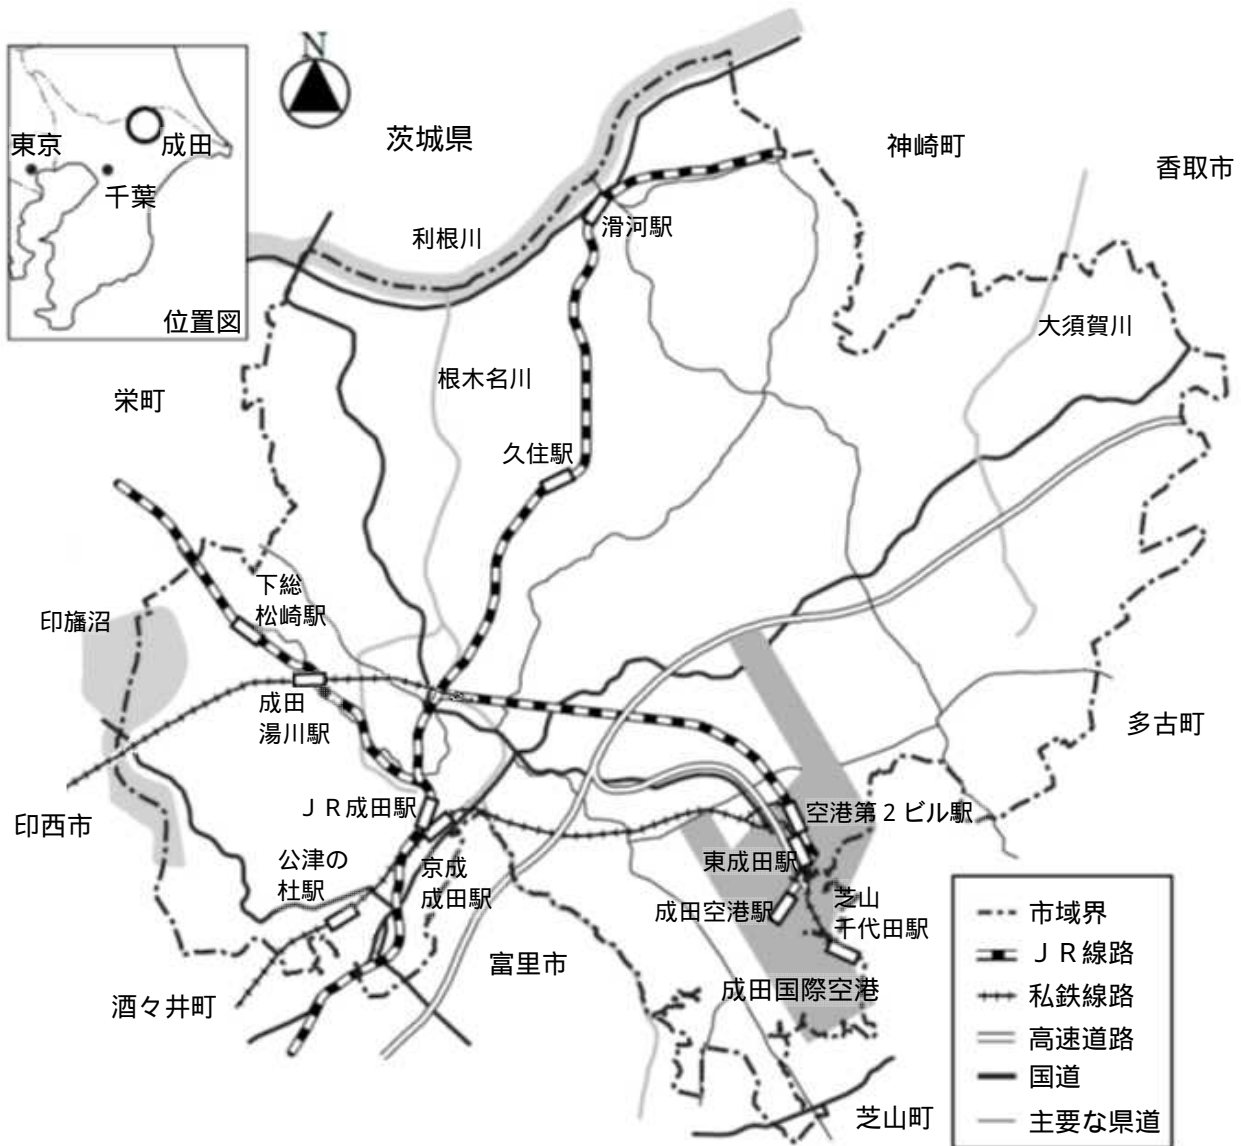 N
茨城県
神崎町
香取市
東京
成田
千葉
位置図
利根川
滑河駅
大須賀川
栄町
根木名川
久住駅
下総
松崎駅
印旛沼
成田
湯川駅
多古町
印西市
ＪＲ成田駅
空港第２ビル駅
公津の
杜駅
京成
成田駅
東成田駅
成田空港駅
芝山
千代田駅
富里市
成田国際空港
酒々井町
芝山町
市域界
ＪＲ線路
私鉄線路
高速道路
国道
主要な県道